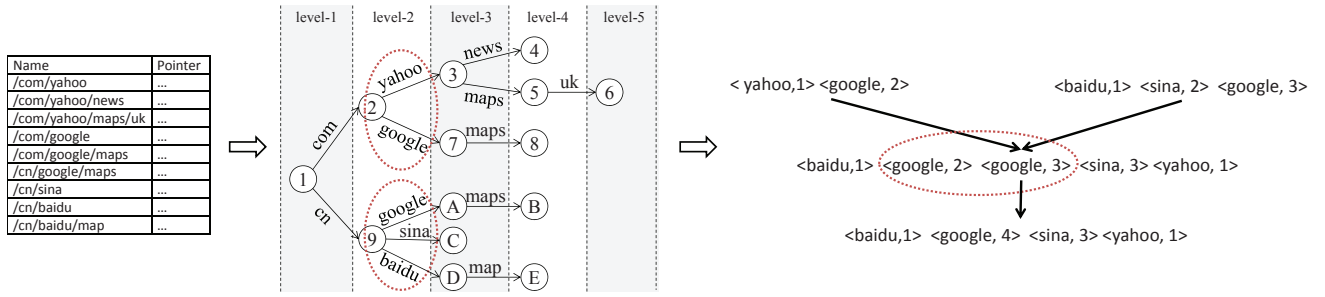 Name Pointer
/com/yahoo ...
/com/yahoo/news ...
/com/yahoo/maps/uk ...
/com/google ...
/com/google/maps ...
/cn/google/maps ...
/cn/sina ...
/cn/baidu ...
/cn/baidu/map ...
level-1 level-2 level-3 level-4 level-5
news 4
yahoo 3
maps 5 uk 6
2
com google 7 maps 8
1
cn google A maps B
9 sina C
baidu D map E
< yahoo,1> <google, 2>
<baidu,1> <sina, 2> <google, 3>
<baidu,1> <google, 2> <google, 3> <sina, 3> <yahoo, 1>
<baidu,1> <google, 4> <sina, 3> <yahoo, 1>